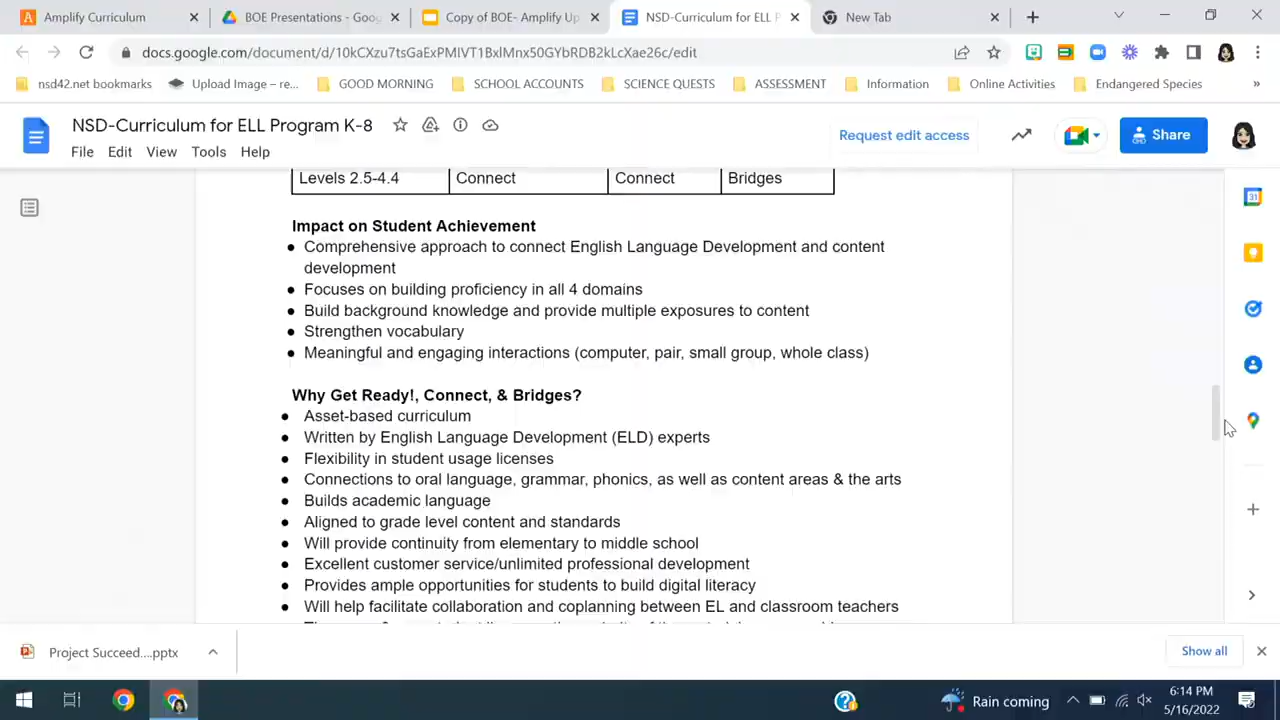 Amplify Curriculum
BOE Presentations - Goog
Copy of BOE- Amplify Up
NSD-Curriculum for ELL P
New Tab
docs.google.com/document/d/10kCXzu7tsGaExPMIVT1BxlMnx50GYbRDB2kLcXae26c/edit
nsd42.net bookmarks
Upload Image – re...
GOOD MORNING
SCHOOL ACCOUNTS
SCIENCE QUESTS
ASSESSMENT
Information
Online Activities
Endangered Species
»
NSD-Curriculum for ELL Program K-8
Request edit access
Share
File Edit View Tools Help
31
Levels 2.5-4.4 Connect Connect Bridges
Impact on Student Achievement
● Comprehensive approach to connect English Language Development and content
development
● Focuses on building proficiency in all 4 domains
● Build background knowledge and provide multiple exposures to content
● Strengthen vocabulary
● Meaningful and engaging interactions (computer, pair, small group, whole class)
Why Get Ready!, Connect, & Bridges?
● Asset-based curriculum
● Written by English Language Development (ELD) experts
● Flexibility in student usage licenses
● Connections to oral language, grammar, phonics, as well as content areas & the arts
● Builds academic language
● Aligned to grade level content and standards
● Will provide continuity from elementary to middle school
● Excellent customer service/unlimited professional development
● Provides ample opportunities for students to build digital literacy
● Will help facilitate collaboration and coplanning between EL and classroom teachers
Project Succeed....pptx
Show all
Rain coming
6:14 PM
5/16/2022